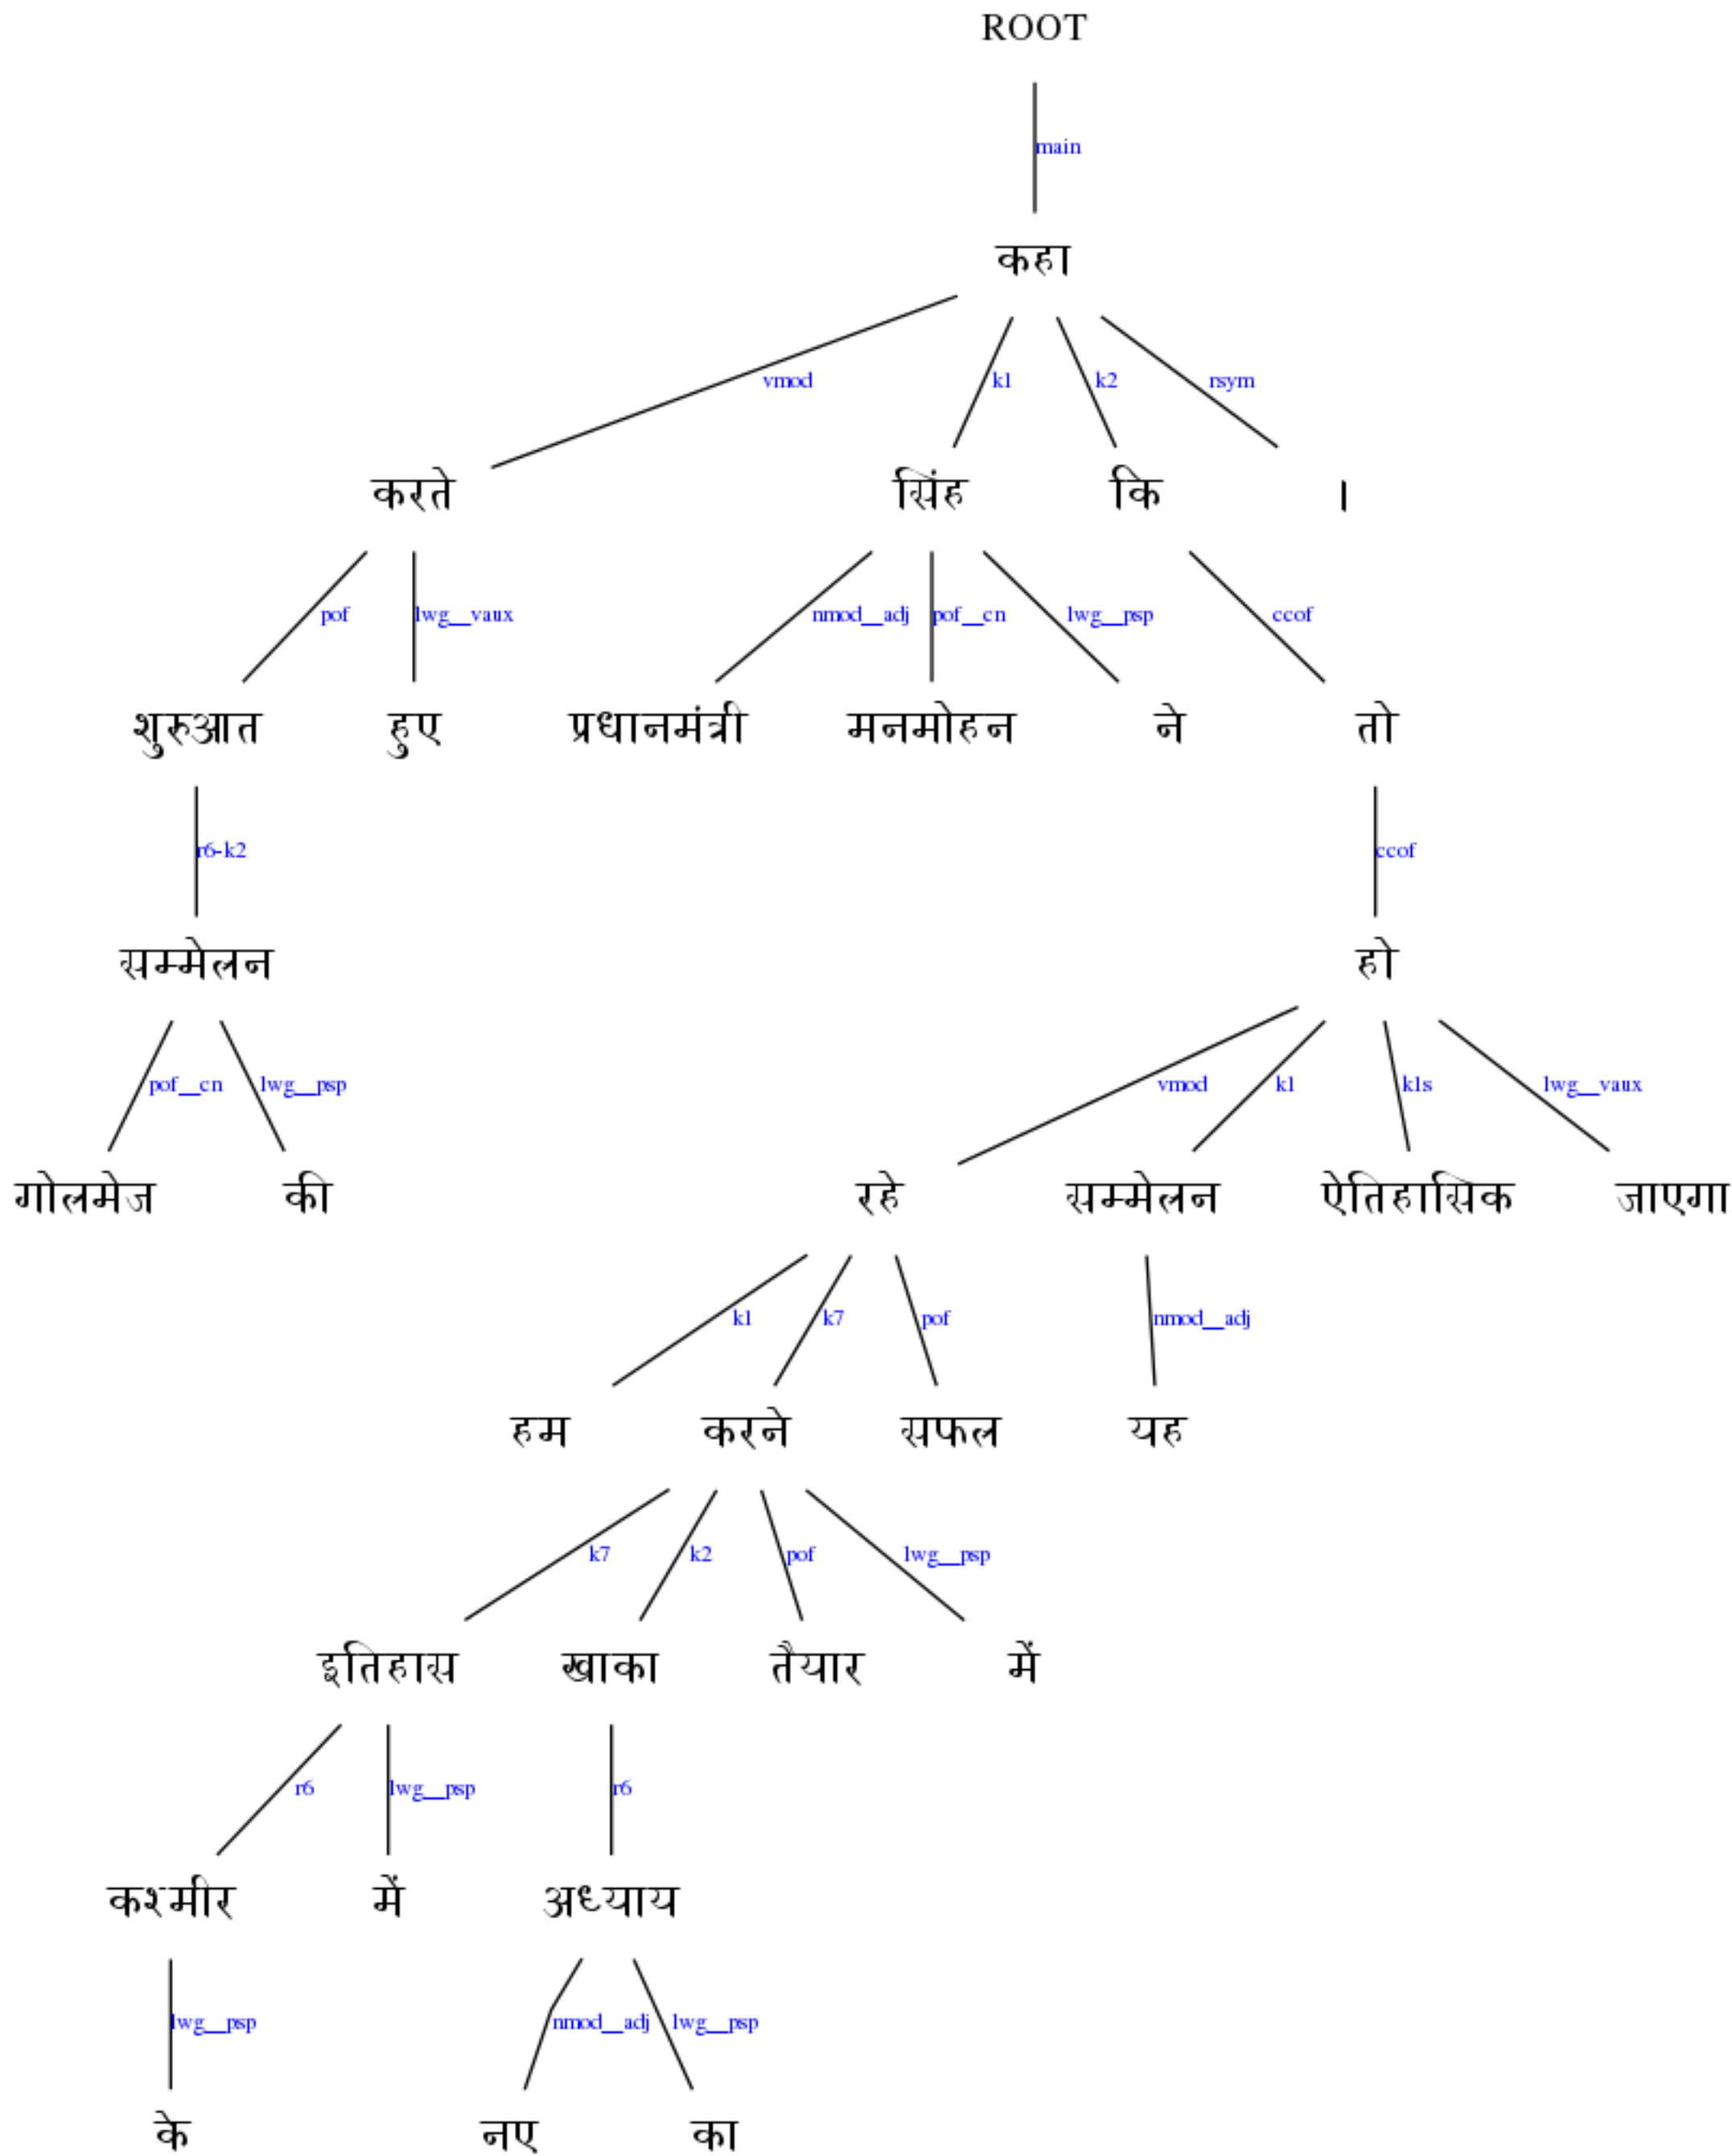 ROOT
main
कहा
vmod k1 k2 rsym
करते सिंह कि ।
pof lwg__vaux nmod__adj pof__cn lwg__psp ccof
शुरुआत हुए प्रधानमंत्री मनमोहन ने तो
r6-k2 ccof
सम्मेलन हो
pof__cn lwg__psp vmod k1 k1s lwg__vaux
गोलमेज की रहे सम्मेलन ऐतिहासिक जाएगा
k1 k7 pof nmod__adj
हम करने सफल यह
k7 k2 pof lwg__psp
इतिहास खाका तैयार में
r6 lwg__psp r6
कश्मीर में अध्याय
lwg__psp nmod__adj lwg__psp
के नए का